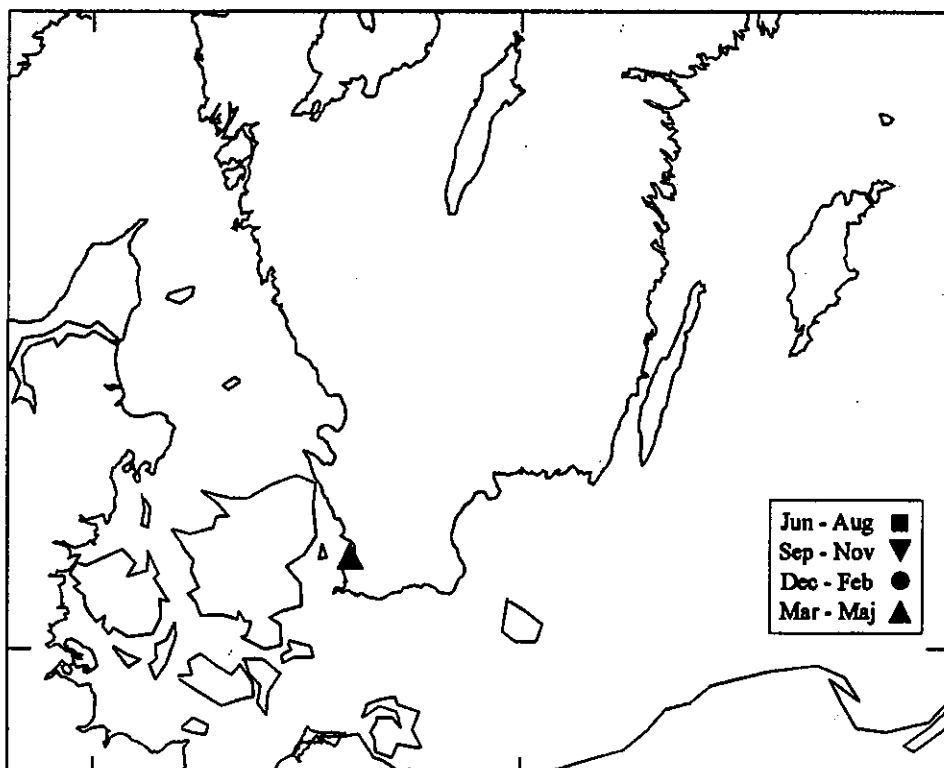 Jun - Aug ■
Sep - Nov ▼
Dec - Feb ●
Mar - Maj ▲